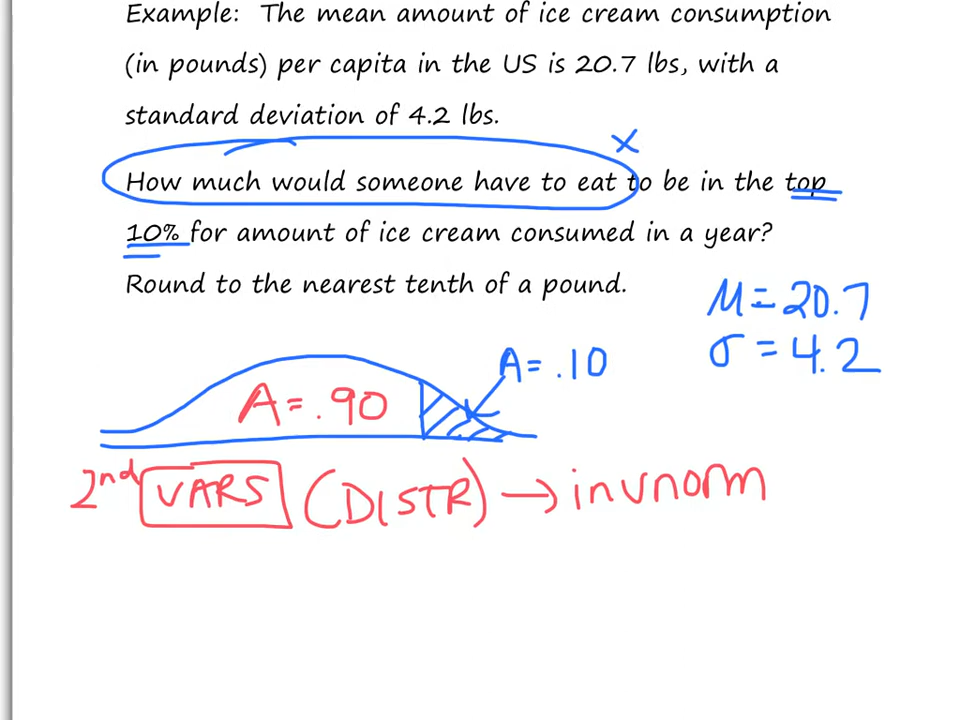 Example: The mean amount of ice cream consumption
(in pounds) per capita in the US is 20.7 lbs, with a
standard deviation of 4.2 lbs.
x
How much would someone have to eat to be in the top
10% for amount of ice cream consumed in a year?
Round to the nearest tenth of a pound.
μ = 20.7
σ = 4.2
A = .10
A = .90
2nd VARS (DISTR) → invnorm